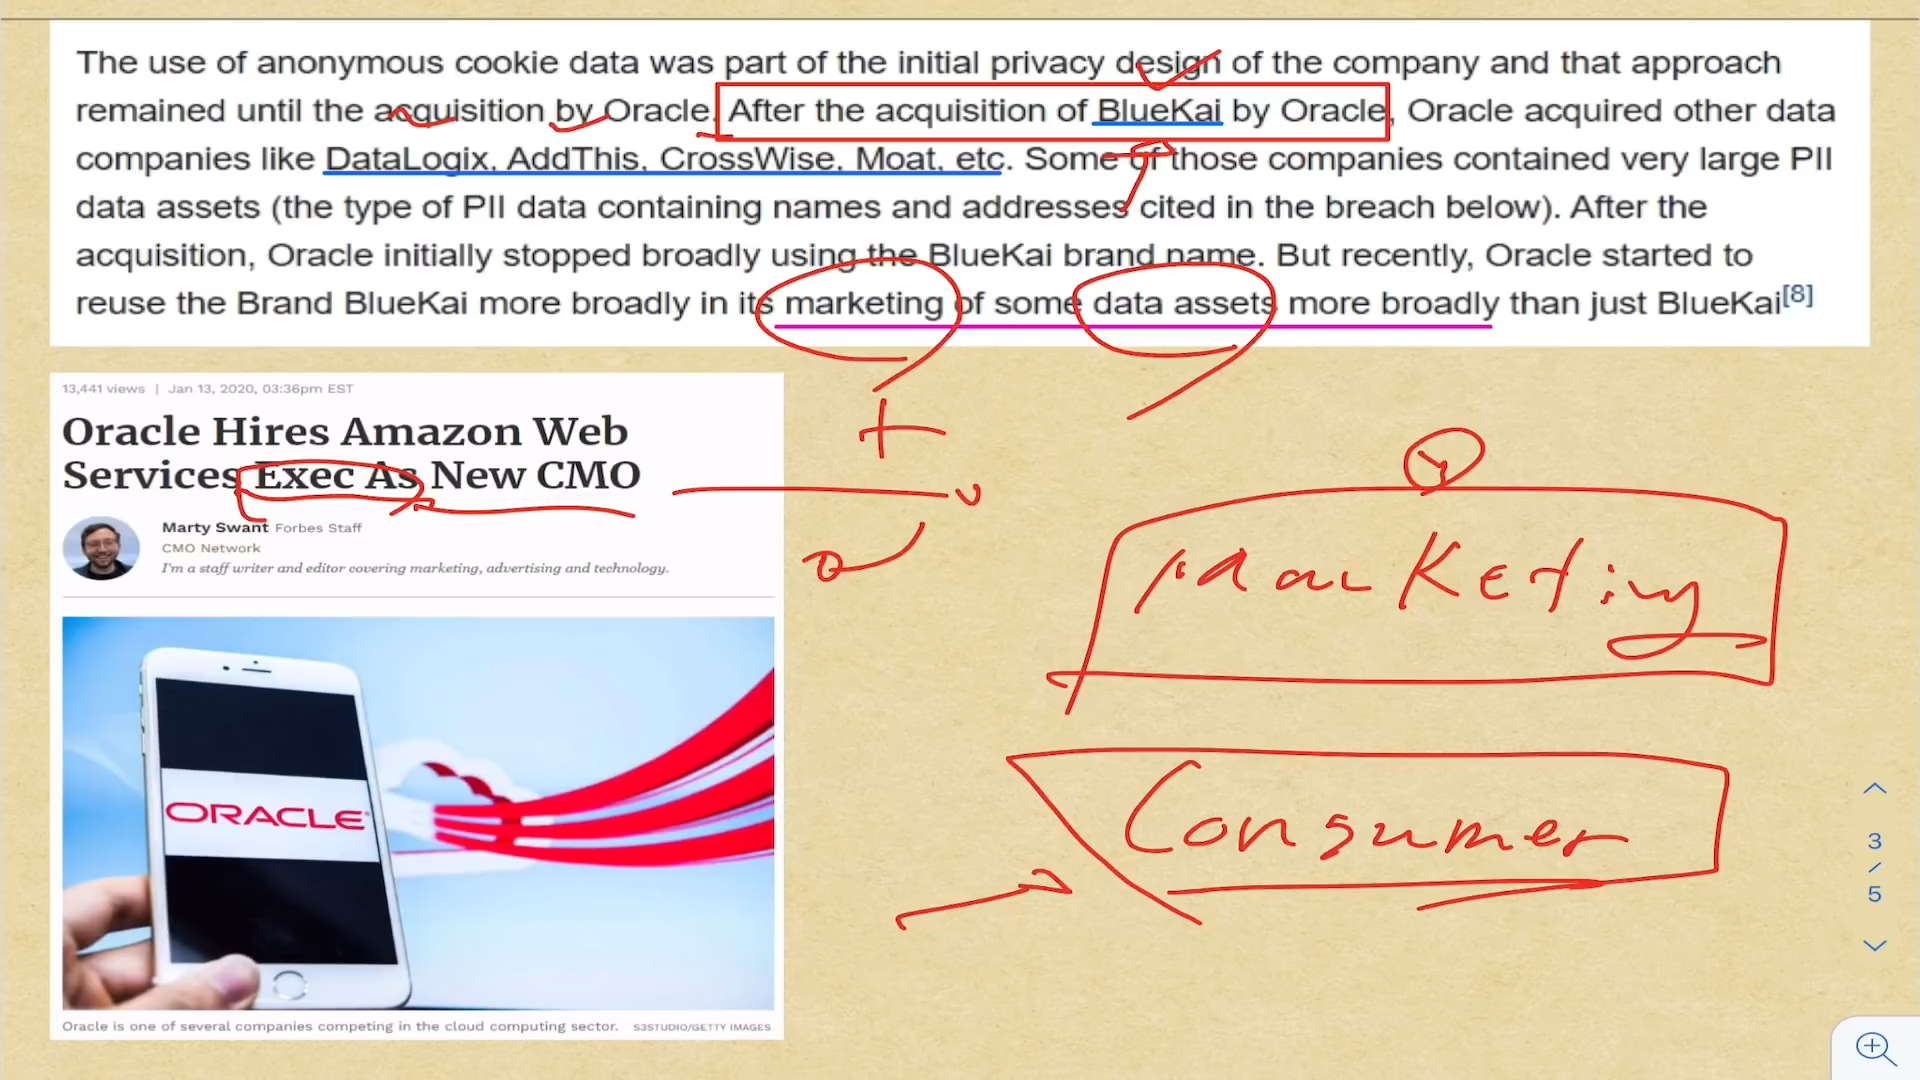 The use of anonymous cookie data was part of the initial privacy design of the company and that approach
remained until the acquisition by Oracle. After the acquisition of BlueKai by Oracle, Oracle acquired other data
companies like DataLogix, AddThis, CrossWise, Moat, etc. Some of those companies contained very large PII
data assets (the type of PII data containing names and addresses cited in the breach below). After the
acquisition, Oracle initially stopped broadly using the BlueKai brand name. But recently, Oracle started to
reuse the Brand BlueKai more broadly in its marketing of some data assets more broadly than just BlueKai[8]
13,441 views | Jan 13, 2020, 03:36pm EST
Oracle Hires Amazon Web
Services Exec As New CMO
Marty Swant Forbes Staff
CMO Network
I'm a staff writer and editor covering marketing, advertising and technology.
ORACLE
Oracle is one of several companies competing in the cloud computing sector. S3STUDIO/GETTY IMAGES
Marketing
Consumer
3
/
5